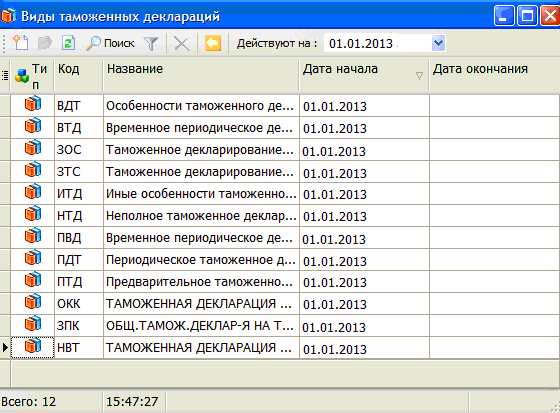 Виды таможенных деклараций
Поиск Действуют на : 01.01.2013
Тип Код Название Дата начала Дата окончания
ВДТ Особенности таможенного де... 01.01.2013
ВТД Временное периодическое де... 01.01.2013
ЗОС Таможенное декларирование... 01.01.2013
ЗТС Таможенное декларирование... 01.01.2013
ИТД Иные особенности таможенно... 01.01.2013
НТД Неполное таможенное деклар... 01.01.2013
ПВД Временное периодическое де... 01.01.2013
ПДТ Периодическое таможенное д... 01.01.2013
ПТД Предварительное таможенно... 01.01.2013
ОКК ТАМОЖЕННАЯ ДЕКЛАРАЦИЯ ... 01.01.2013
ЗПК ОБЩ.ТАМОЖ.ДЕКЛАР-Я НА Т... 01.01.2013
НВТ ТАМОЖЕННАЯ ДЕКЛАРАЦИЯ ... 01.01.2013
Всего: 12 15:47:27